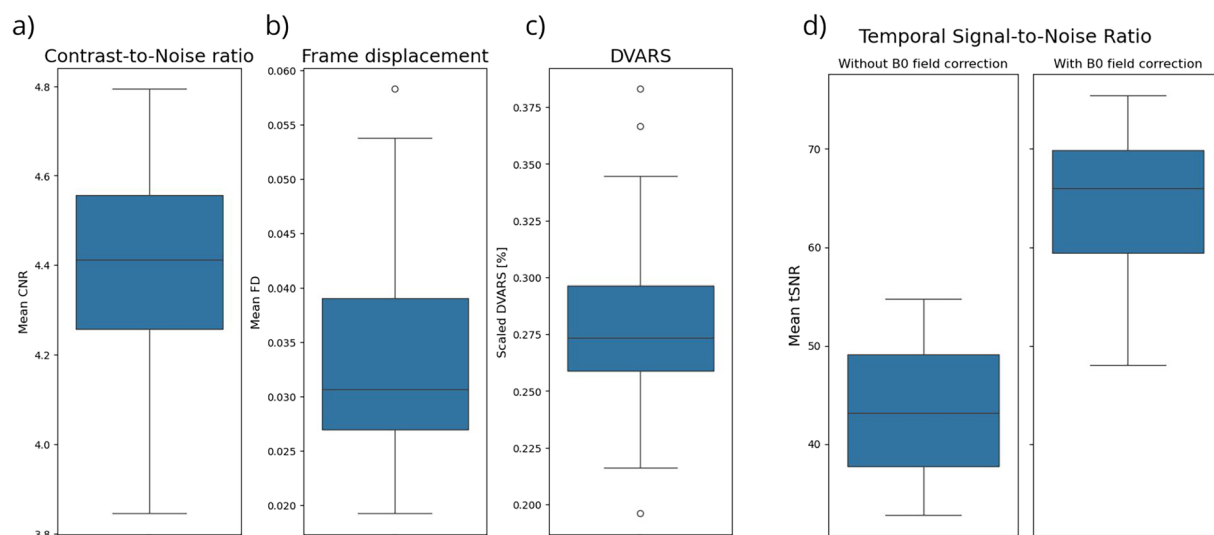 a)
Contrast-to-Noise ratio
Mean CNR
4.8
4.6
4.4
4.2
4.0
3.8
b)
Frame displacement
Mean FD
0.060
0.055
0.050
0.045
0.040
0.035
0.030
0.025
0.020
c)
DVARS
Scaled DVARS [%]
0.375
0.350
0.325
0.300
0.275
0.250
0.225
0.200
d)
Temporal Signal-to-Noise Ratio
Without B0 field correction
With B0 field correction
Mean tSNR
70
60
50
40